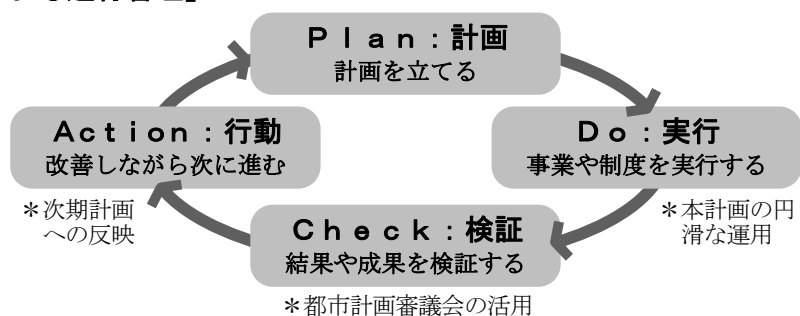 Ｐｌａｎ：計画
計画を立てる
Ａｃｔｉｏｎ：行動
改善しながら次に進む
Ｄｏ：実行
事業や制度を実行する
＊次期計画
への反映
＊本計画の円
滑な運用
Ｃｈｅｃｋ：検証
結果や成果を検証する
＊都市計画審議会の活用